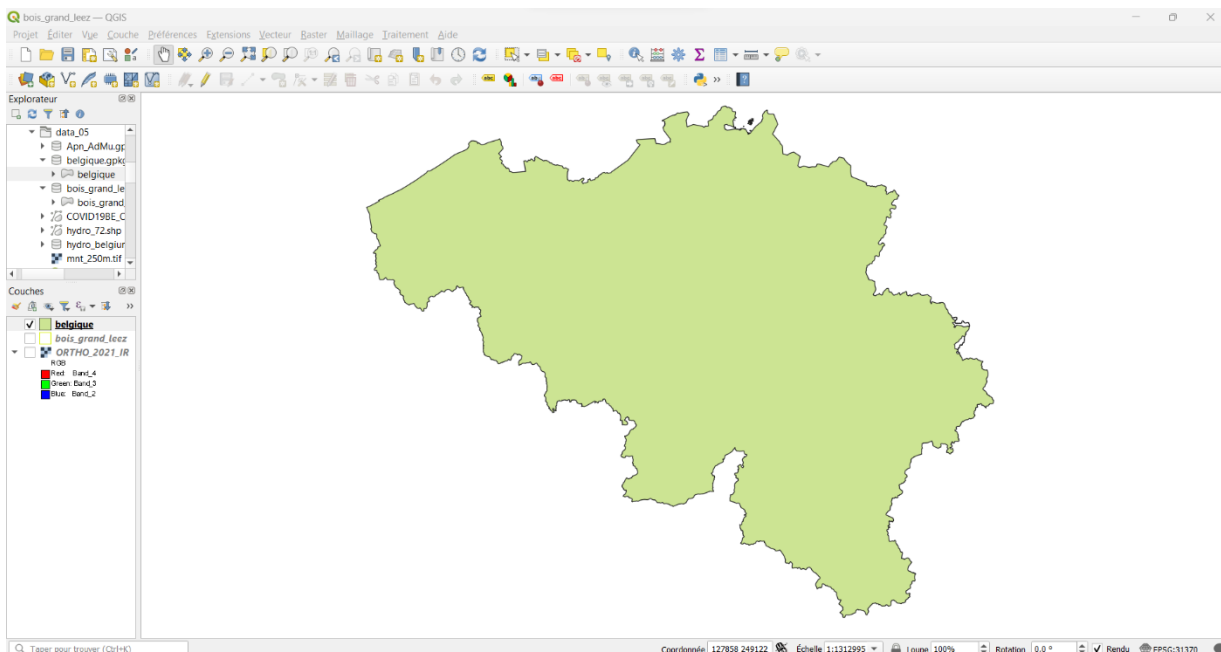 bois_grand_leez — QGIS
Projet Éditer Vue Couche Préférences Extensions Vecteur Raster Maillage Traitement Aide
Explorateur
data_05
Apn_AdMu.gp
belgique.gpkg
belgique
bois_grand_le
bois_grand_
COVID19BE_C
hydro_72.shp
hydro_belgiur
mnt_250m.tif
Couches
belgique
bois_grand_leez
ORTHO_2021_IR
RGB
Red: Band_4
Green: Band_3
Blue: Band_2
Taper pour trouver (Ctrl+K) Coordonnée 127858 249122 Échelle 1:1312995 Loupe 100% Rotation 0.0 ° Rendu EPSG:31370